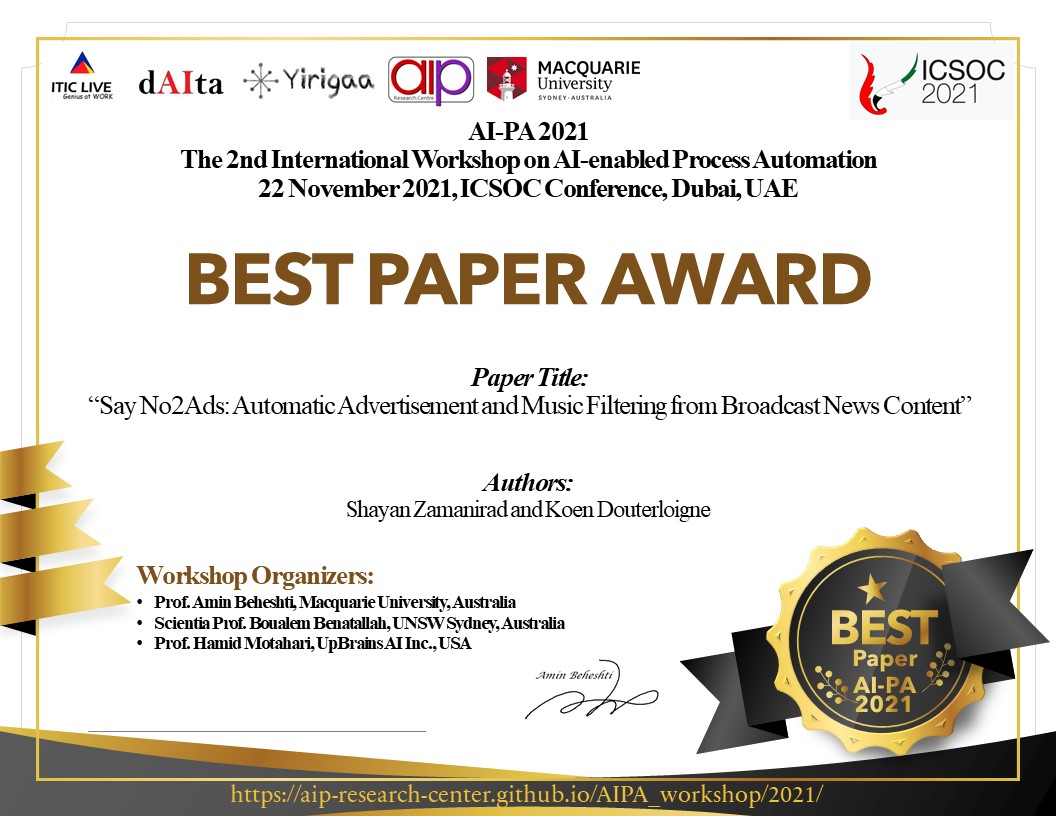 ITIC LIVE
Genius at WORK
dAIta
Yirigaa
aip
Research Centre
MACQUARIE
University
SYDNEY·AUSTRALIA
ICSOC
2021
AI-PA 2021
The 2nd International Workshop on AI-enabled Process Automation
22 November 2021, ICSOC Conference, Dubai, UAE
BEST PAPER AWARD
Paper Title:
“Say No2Ads: Automatic Advertisement and Music Filtering from Broadcast News Content”
Authors:
Shayan Zamanirad and Koen Douterloigne
Workshop Organizers:
• Prof. Amin Beheshti, Macquarie University, Australia
• Scientia Prof. Boualem Benatallah, UNSW Sydney, Australia
• Prof. Hamid Motahari, UpBrains AI Inc., USA
Amin Beheshti
BEST
Paper
AI-PA
2021
https://aip-research-center.github.io/AIPA_workshop/2021/